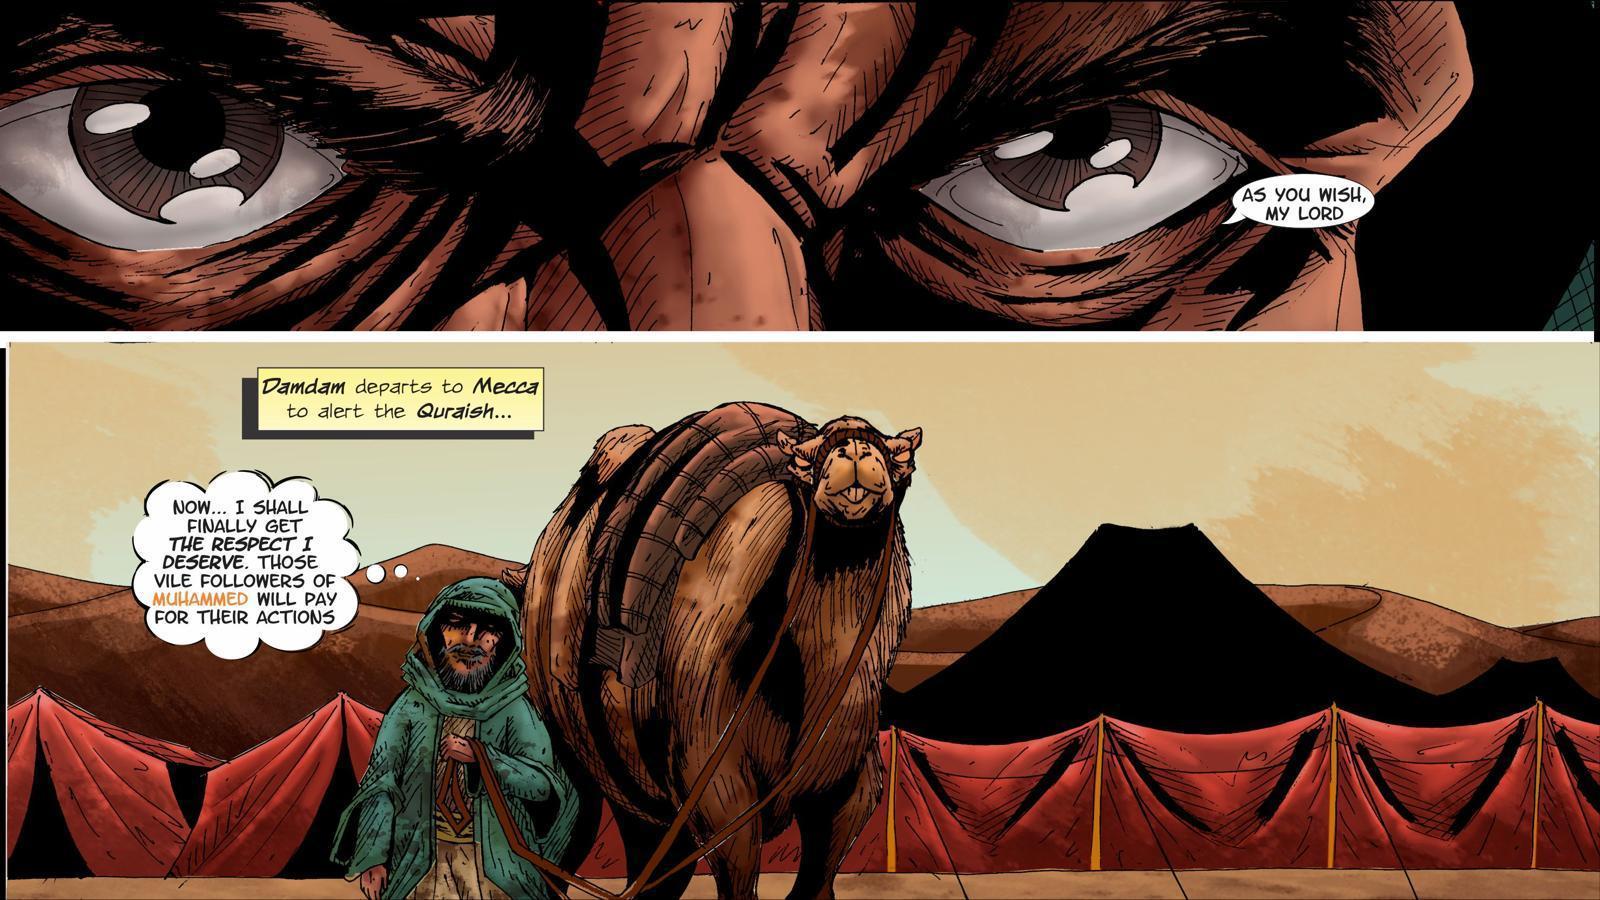 AS YOU WISH,
MY LORD
Damdam departs to Mecca
to alert the Quraish...
NOW... I SHALL
FINALLY GET
THE RESPECT I
DESERVE. THOSE
VILE FOLLOWERS OF
MUHAMMED WILL PAY
FOR THEIR ACTIONS